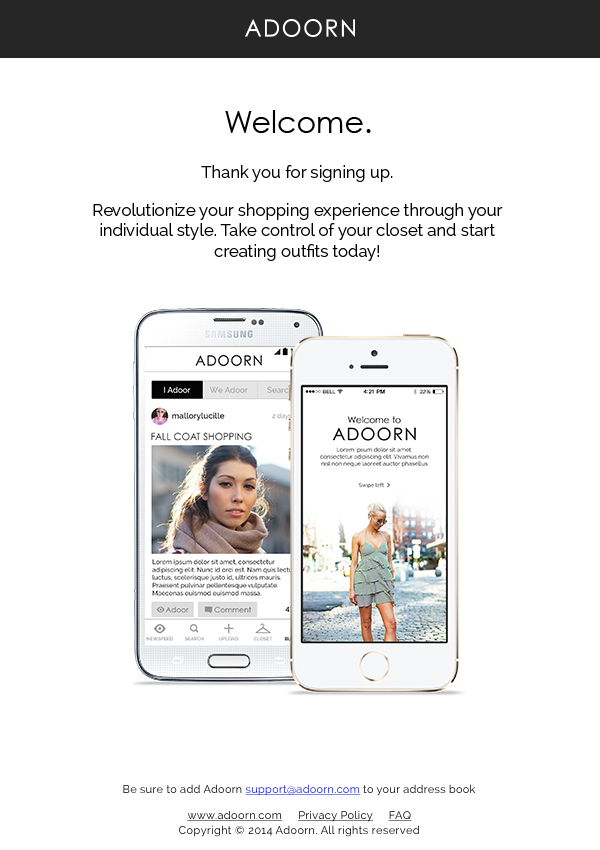 ADOORN
Welcome.
Thank you for signing up.
Revolutionize your shopping experience through your
individual style. Take control of your closet and start
creating outfits today!
SAMSUNG
ADOORN
I Adoor
We Adoor
Search
mallorylucille
2 days
FALL COAT SHOPPING
Lorem ipsum dolor sit amet, consectetur
adipiscing elit. Nunc id orci est. Nam quis lectu
luctus, scelerisque justo id, ultrices mauris.
Praesent pulvinar pellentesque vulputate.
Maecenas euismod euismod massa.
Adoor
Comment
NEWSFEED
SEARCH
UPLOAD
CLOSET
BELL
4:21 PM
22%
Welcome to
ADOORN
Lorem ipsum dolor sit amet,
consectetur adipiscing elit. Vivamus non
nisl non neque laoreet auctor phasellus
Swipe left >
Be sure to add Adoorn support@adoorn.com to your address book
www.adoorn.com Privacy Policy FAQ
Copyright © 2014 Adoorn. All rights reserved